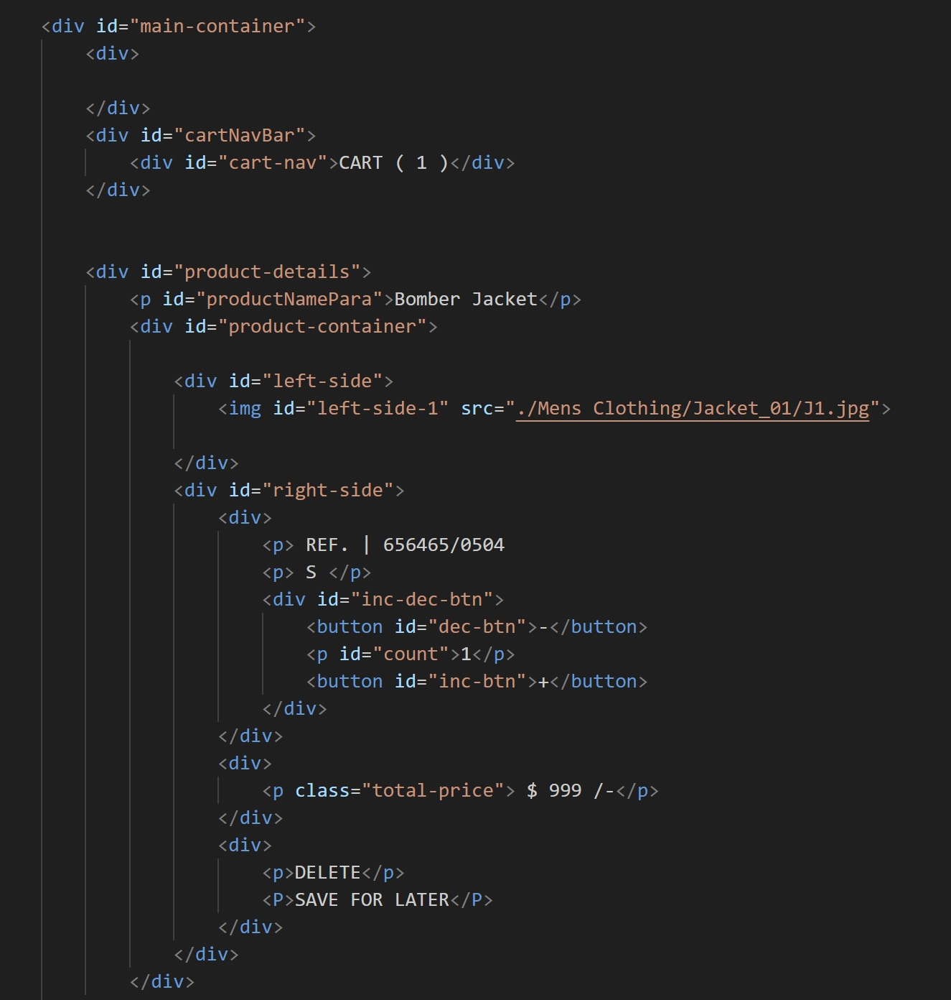 <div id="main-container">
<div>
</div>
<div id="cartNavBar">
<div id="cart-nav">CART ( 1 )</div>
</div>
<div id="product-details">
<p id="productNamePara">Bomber Jacket</p>
<div id="product-container">
<div id="left-side">
<img id="left-side-1" src="./Mens Clothing/Jacket_01/J1.jpg">
</div>
<div id="right-side">
<div>
<p> REF. | 656465/0504
<p> S </p>
<div id="inc-dec-btn">
<button id="dec-btn">-</button>
<p id="count">1</p>
<button id="inc-btn">+</button>
</div>
</div>
<div>
<p class="total-price"> $ 999 /-</p>
</div>
<div>
<p>DELETE</p>
<P>SAVE FOR LATER</P>
</div>
</div>
</div>